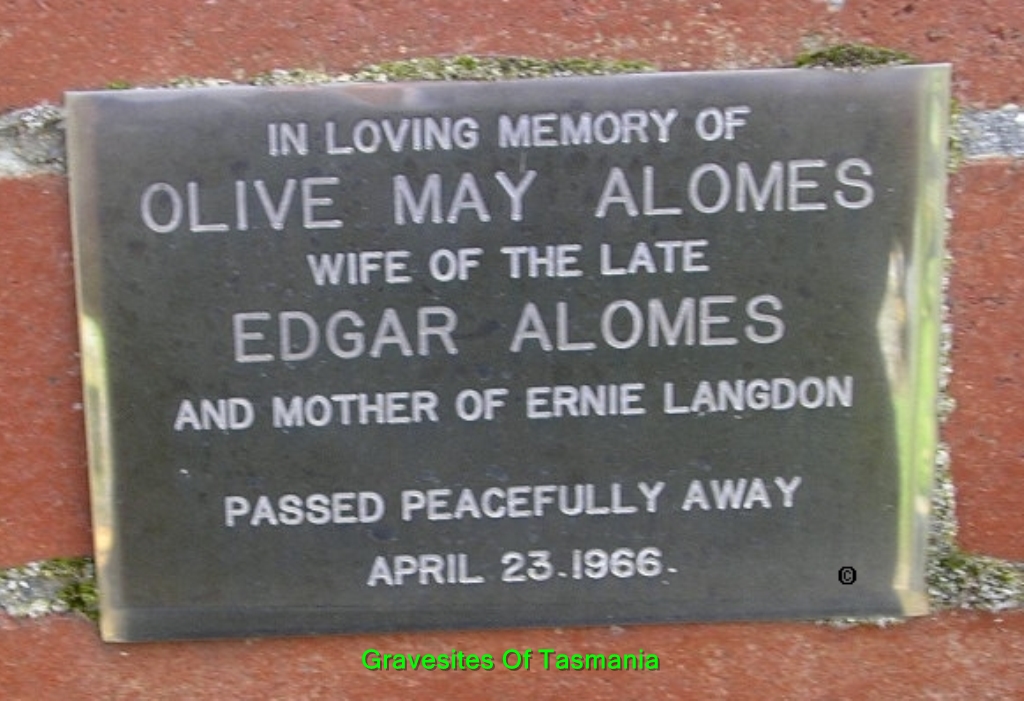 IN LOVING MEMORY OF
OLIVE MAY ALOMES
WIFE OF THE LATE
EDGAR ALOMES
AND MOTHER OF ERNIE LANGDON
PASSED PEACEFULLY AWAY
APRIL 23.1966.
©
Gravesites Of Tasmania